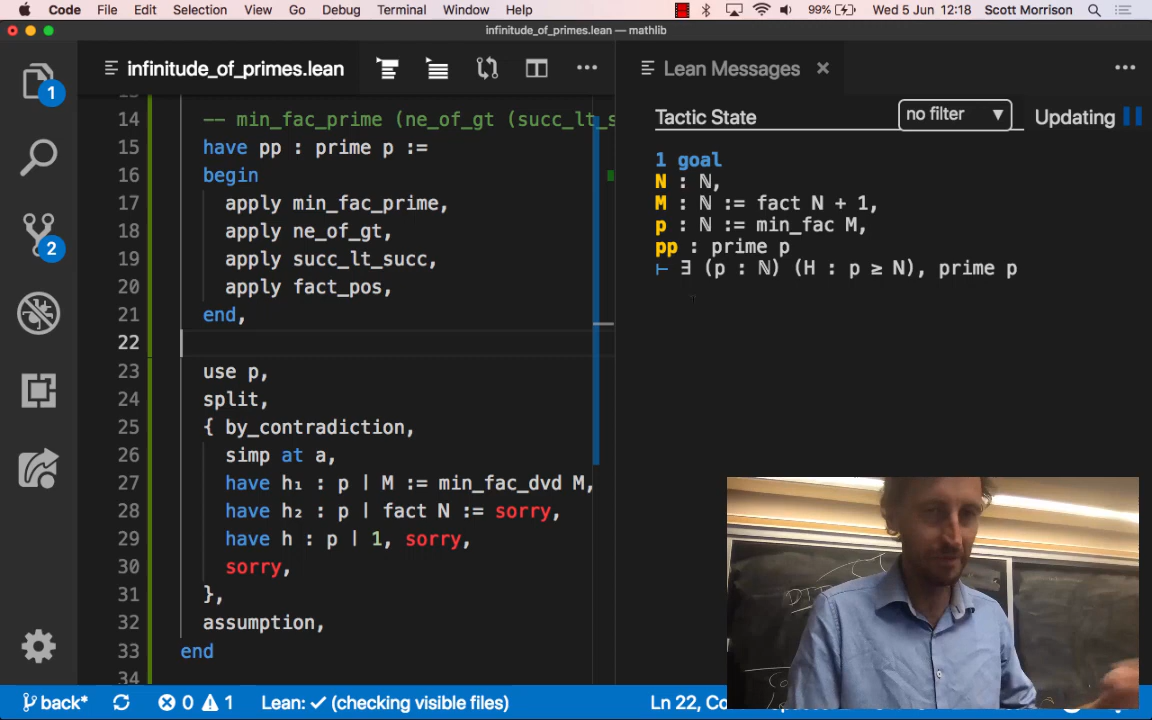 Code File Edit Selection View Go Debug Terminal Window Help 99% Wed 5 Jun 12:18 Scott Morrison
infinitude_of_primes.lean — mathlib
infinitude_of_primes.lean
Lean Messages
14 -- min_fac_prime (ne_of_gt (succ_lt_s
15 have pp : prime p :=
16 begin
17 apply min_fac_prime,
18 apply ne_of_gt,
19 apply succ_lt_succ,
20 apply fact_pos,
21 end,
22
23 use p,
24 split,
25 { by_contradiction,
26 simp at a,
27 have h₁ : p ∣ M := min_fac_dvd M,
28 have h₂ : p ∣ fact N := sorry,
29 have h : p ∣ 1, sorry,
30 sorry,
31 },
32 assumption,
33 end
34
1
2
Tactic State no filter Updating
1 goal
N : ℕ,
M : ℕ := fact N + 1,
p : ℕ := min_fac M,
pp : prime p
⊢ ∃ (p : ℕ) (H : p ≥ N), prime p
back* 0 1 Lean: ✓ (checking visible files) Ln 22,